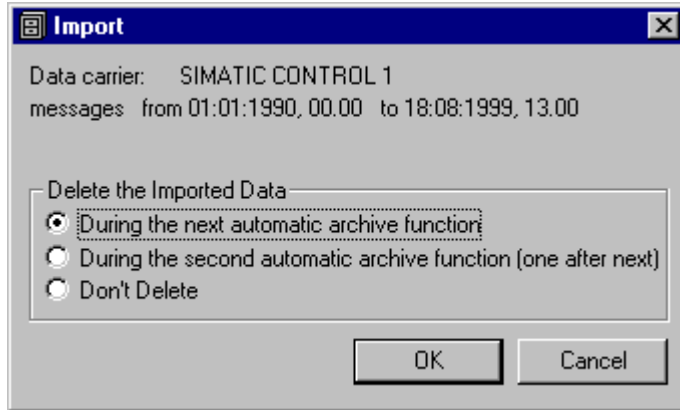 Import
Data carrier: SIMATIC CONTROL 1
messages from 01:01:1990, 00.00 to 18:08:1999, 13.00
Delete the Imported Data
During the next automatic archive function
During the second automatic archive function (one after next)
Don't Delete
OK Cancel